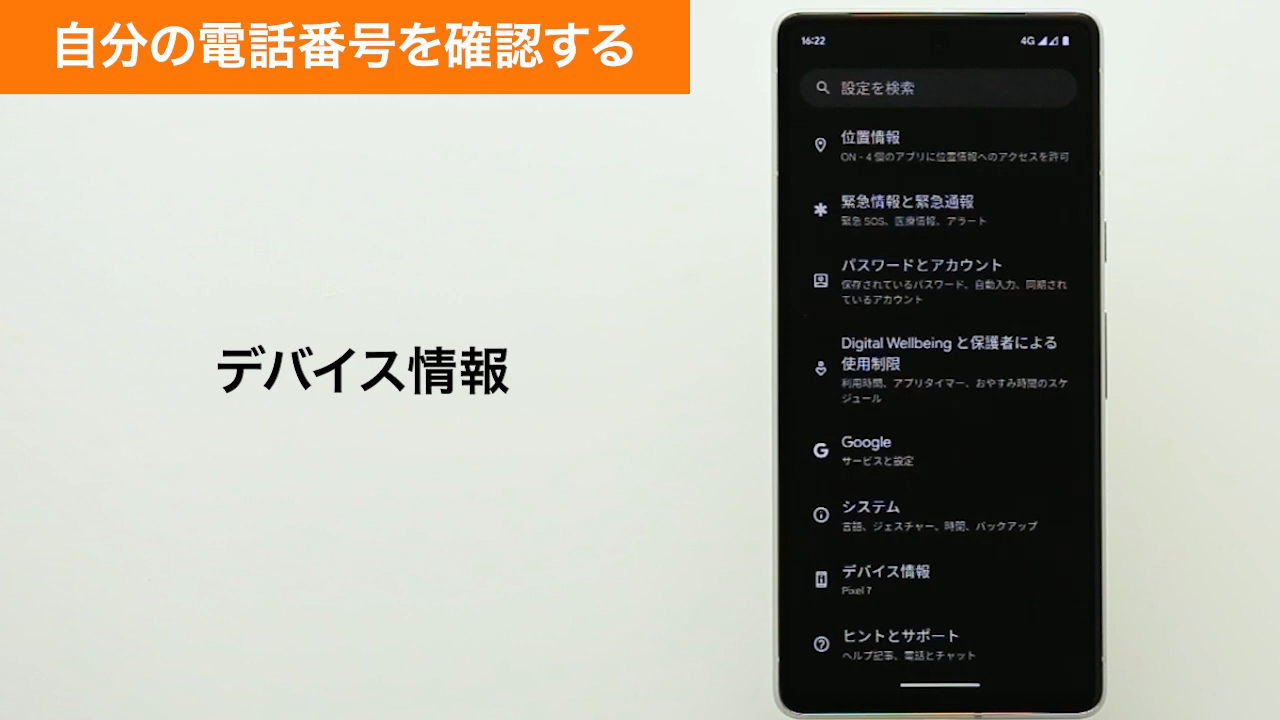 自分の電話番号を確認する
デバイス情報
16:22
4G
設定を検索
位置情報
ON - 4 個のアプリに位置情報へのアクセスを許可
緊急情報と緊急通報
緊急 SOS、医療情報、アラート
パスワードとアカウント
保存されているパスワード、自動入力、同期され
ているアカウント
Digital Wellbeing と保護者による
使用制限
利用時間、アプリタイマー、おやすみ時間のスケ
ジュール
Google
サービスと設定
システム
言語、ジェスチャー、時間、バックアップ
デバイス情報
Pixel 7
ヒントとサポート
ヘルプ記事、電話とチャット